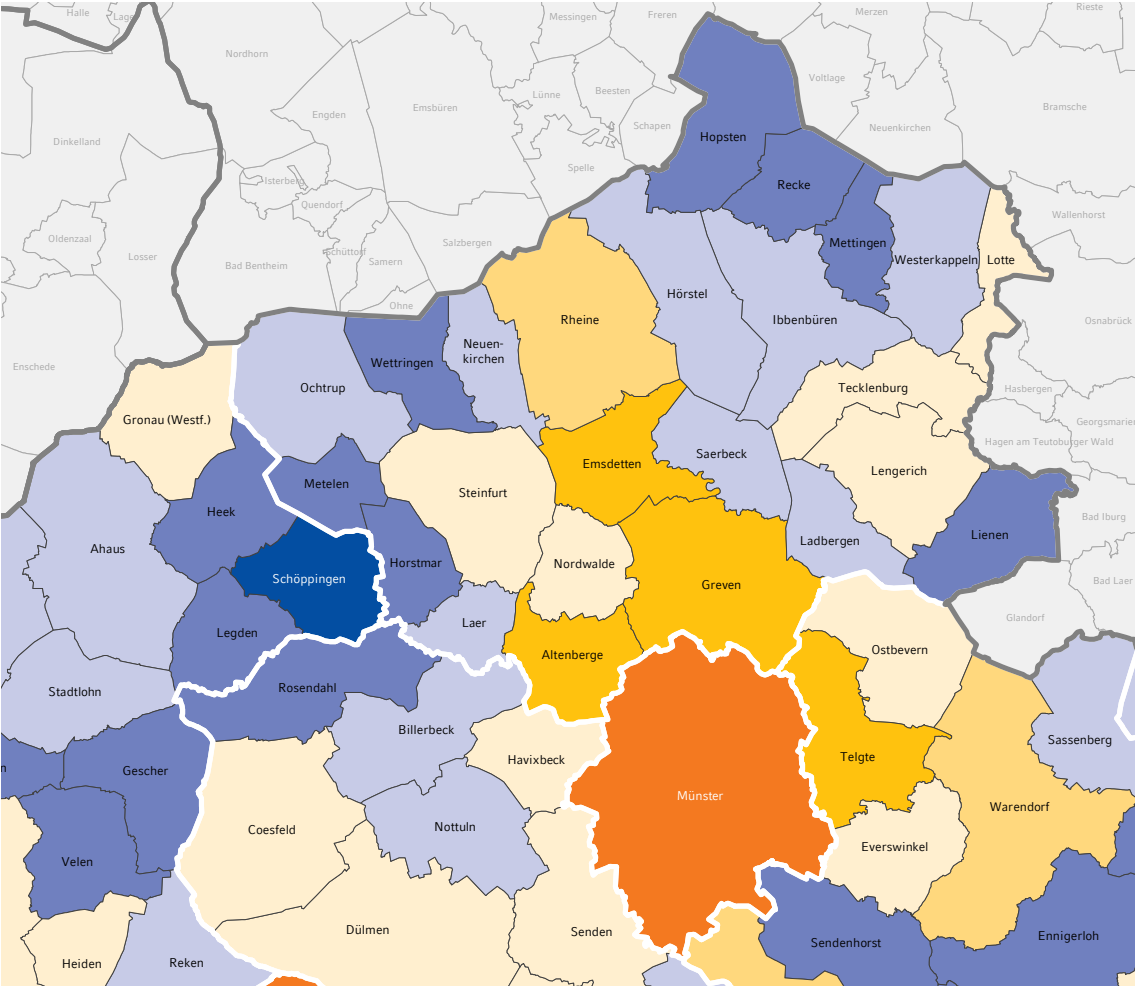 Halle
Lage
Messingen
Freren
Merzen
Rieste
Nordhorn
Voltlage
Lünne
Beesten
Emsbüren
Bramsche
Engden
Schapen
Neuenkirchen
Dinkelland
Hopsten
Spelle
Isterberg
Recke
Quendorf
Wallenhorst
Oldenzaal
Mettingen
Salzbergen
Losser
Schüttorf
Samern
Bad Bentheim
Westerkappeln
Lotte
Hörstel
Ohne
Rheine
Ibbenbüren
Osnabrück
Neuen-
kirchen
Enschede
Wettringen
Ochtrup
Tecklenburg
Hasbergen
Gronau (Westf.)
Georgsmarien
Hagen am Teutoburger Wald
Saerbeck
Emsdetten
Lengerich
Metelen
Steinfurt
Heek
Bad Iburg
Lienen
Ladbergen
Ahaus
Horstmar
Nordwalde
Schöppingen
Bad Laer
Greven
Glandorf
Laer
Legden
Ostbevern
Altenberge
Rosendahl
Stadtlohn
Billerbeck
Sassenberg
Telgte
Havixbeck
n
Gescher
Münster
Warendorf
Nottuln
Coesfeld
Everswinkel
Velen
Dülmen
Senden
Ennigerloh
Sendenhorst
Heiden
Reken